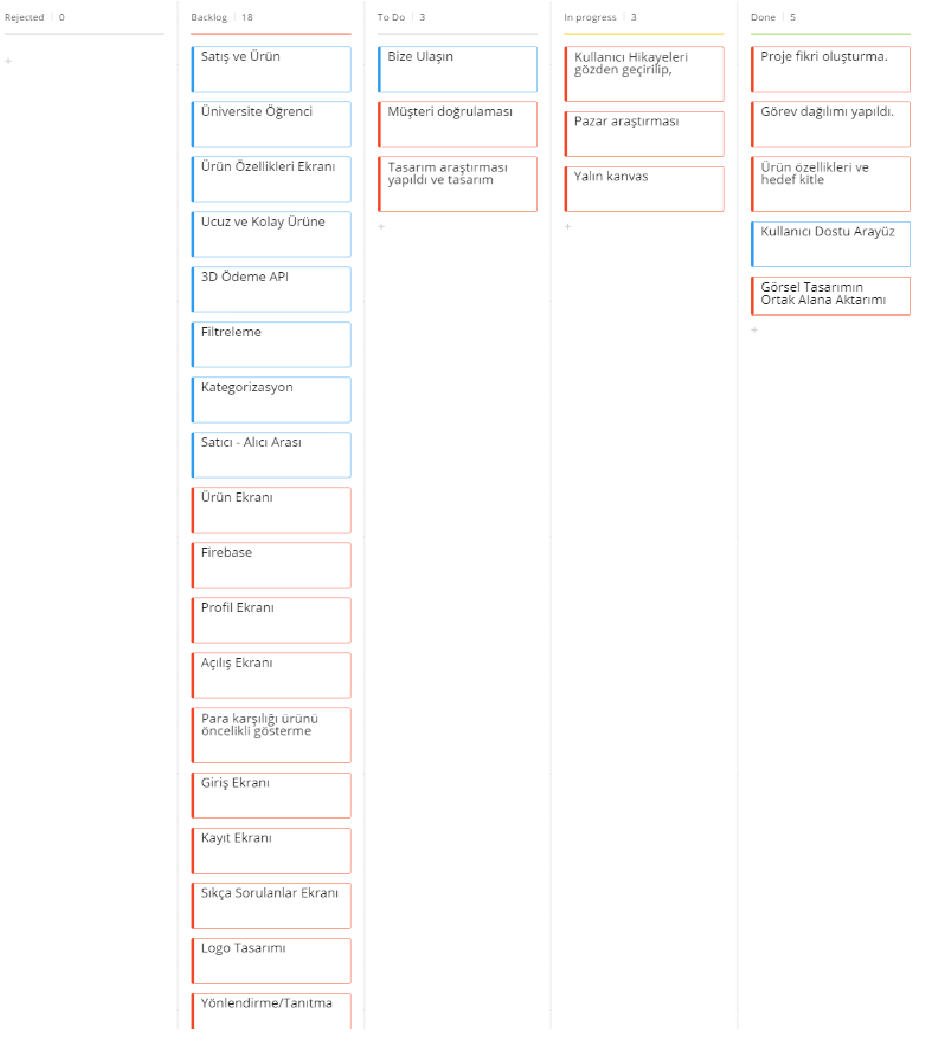 Rejected | 0
+
Backlog | 18
Satış ve Ürün
Üniversite Öğrenci
Ürün Özellikleri Ekranı
Ucuz ve Kolay Ürüne
3D Ödeme API
Filtreleme
Kategorizasyon
Satıcı - Alıcı Arası
Ürün Ekranı
Firebase
Profil Ekranı
Açılış Ekranı
Para karşılığı ürünü
öncelikli gösterme
Giriş Ekranı
Kayıt Ekranı
Sıkça Sorulanlar Ekranı
Logo Tasarımı
Yönlendirme/Tanıtma
To Do | 3
Bize Ulaşın
Müşteri doğrulaması
Tasarım araştırması
yapıldı ve tasarım
+
In progress | 3
Kullanıcı Hikayeleri
gözden geçirilip,
Pazar araştırması
Yalın kanvas
+
Done | 5
Proje fikri oluşturma.
Görev dağılımı yapıldı.
Ürün özellikleri ve
hedef kitle
Kullanıcı Dostu Arayüz
Görsel Tasarımın
Ortak Alana Aktarımı
+